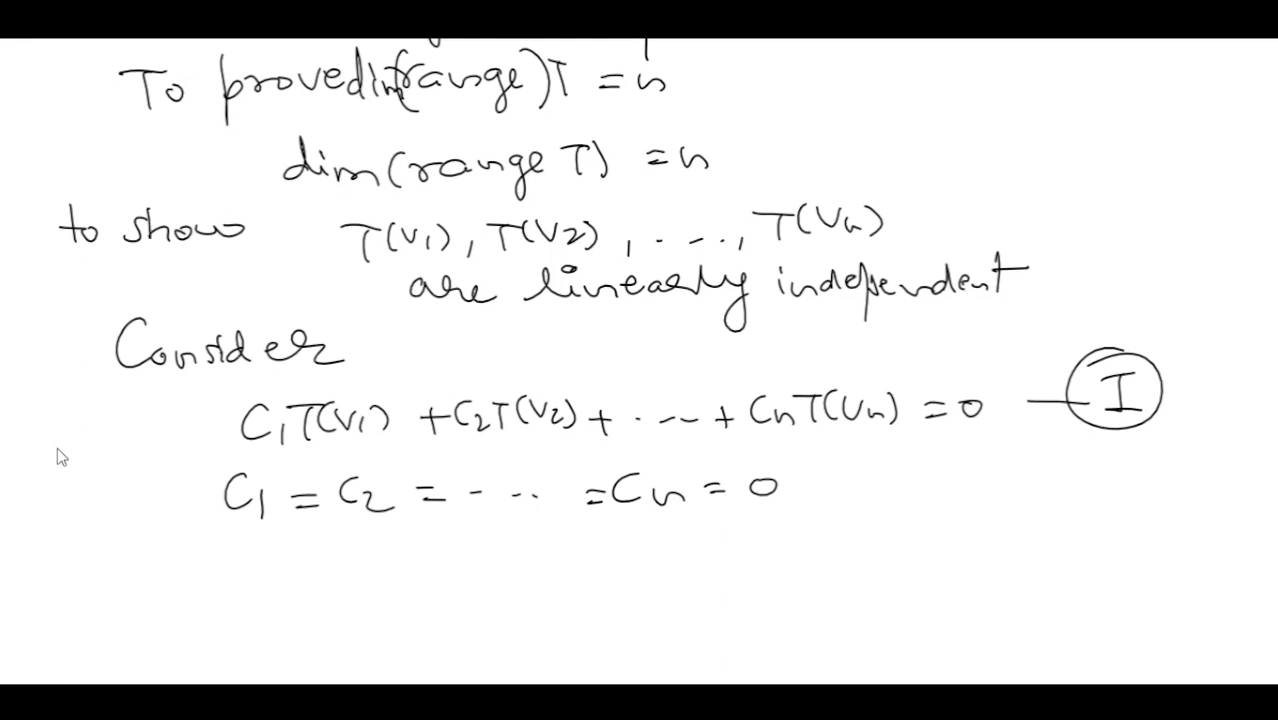 To prove dim(range)T = n
dim(range T) = n
to show T(v1), T(v2), ...., T(vn)
are linearly independent
Consider
C1T(v1) + C2T(v2) + .... + CnT(vn) = 0 — I
C1 = C2 = .... = Cn = 0